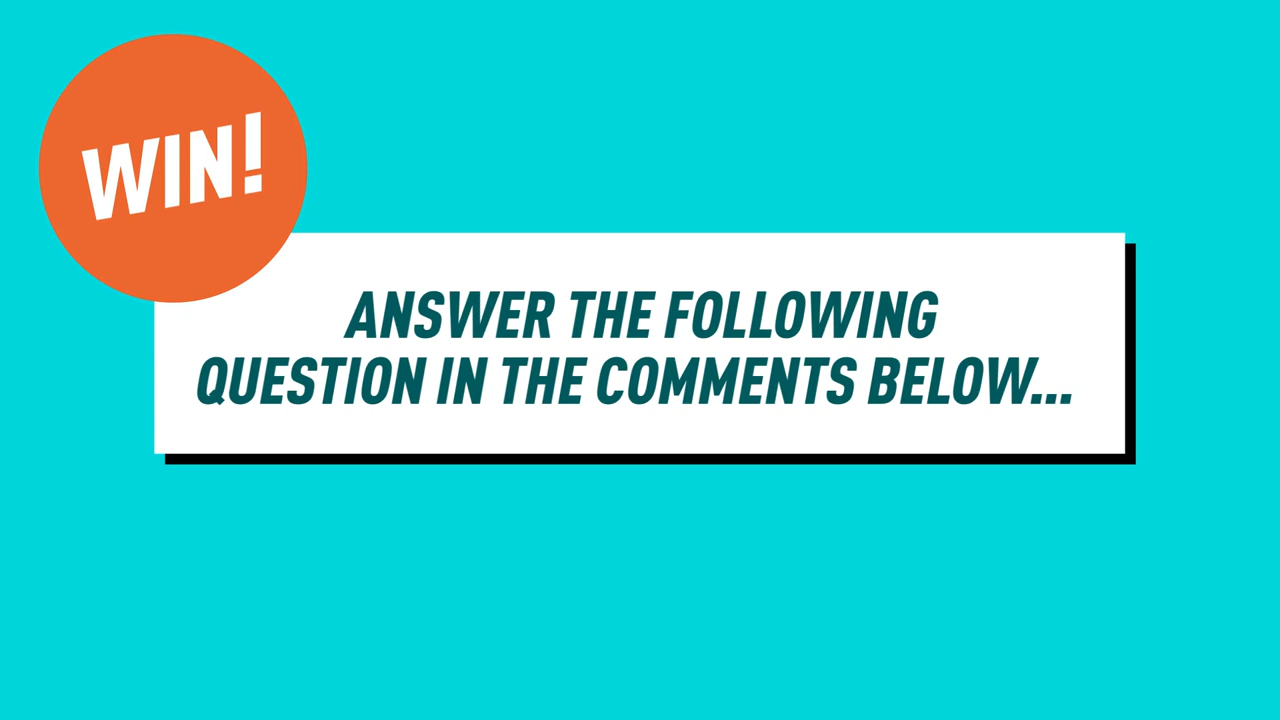 WIN!
ANSWER THE FOLLOWING
QUESTION IN THE COMMENTS BELOW...